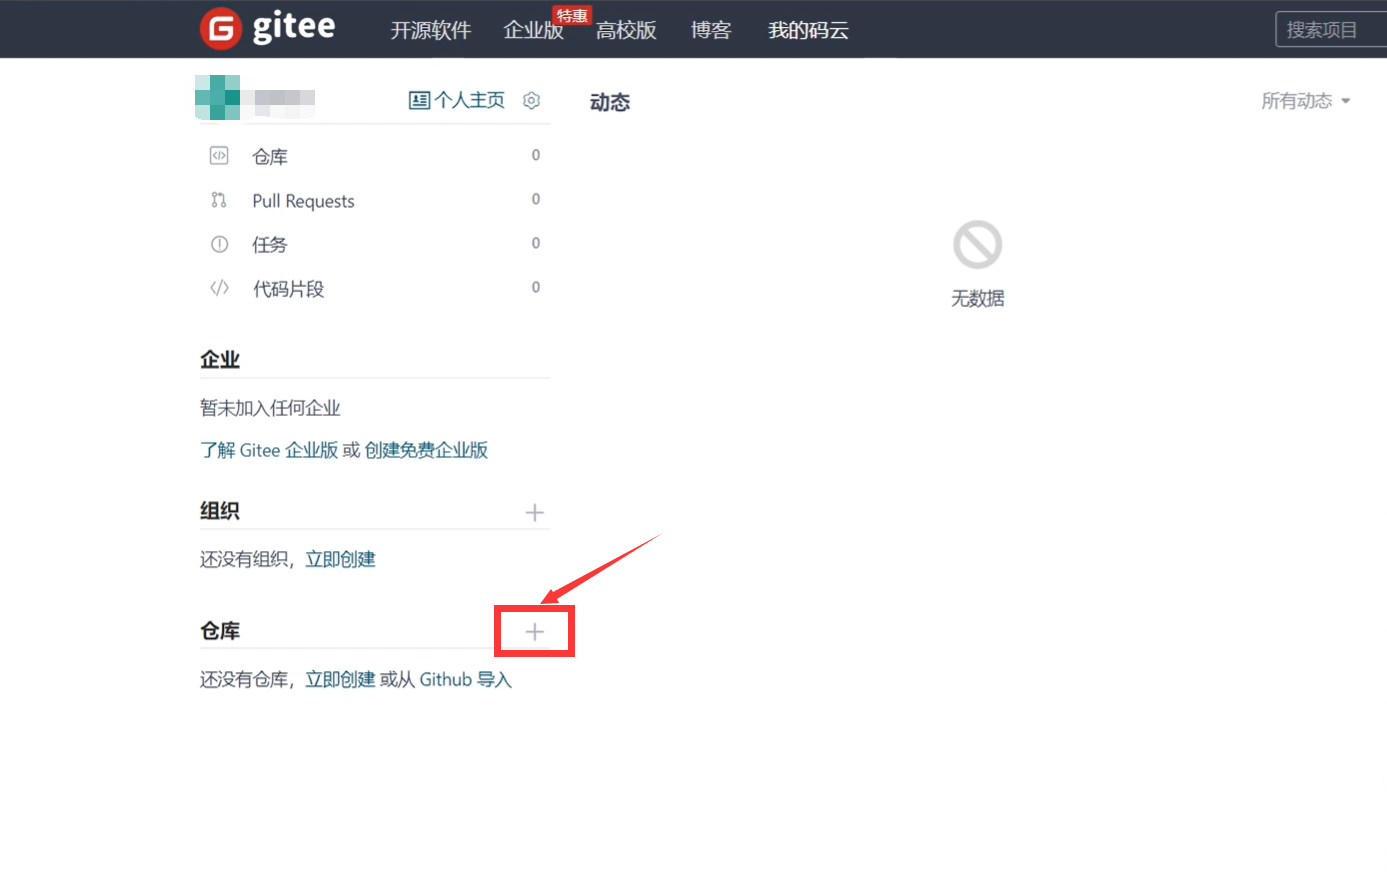 gitee 开源软件 企业版 特惠 高校版 博客 我的码云 搜索项目
个人主页 动态 所有动态
仓库 0
Pull Requests 0
任务 0
代码片段 0
无数据
企业
暂未加入任何企业
了解 Gitee 企业版 或 创建免费企业版
组织
还没有组织，立即创建
仓库
还没有仓库，立即创建 或从 Github 导入